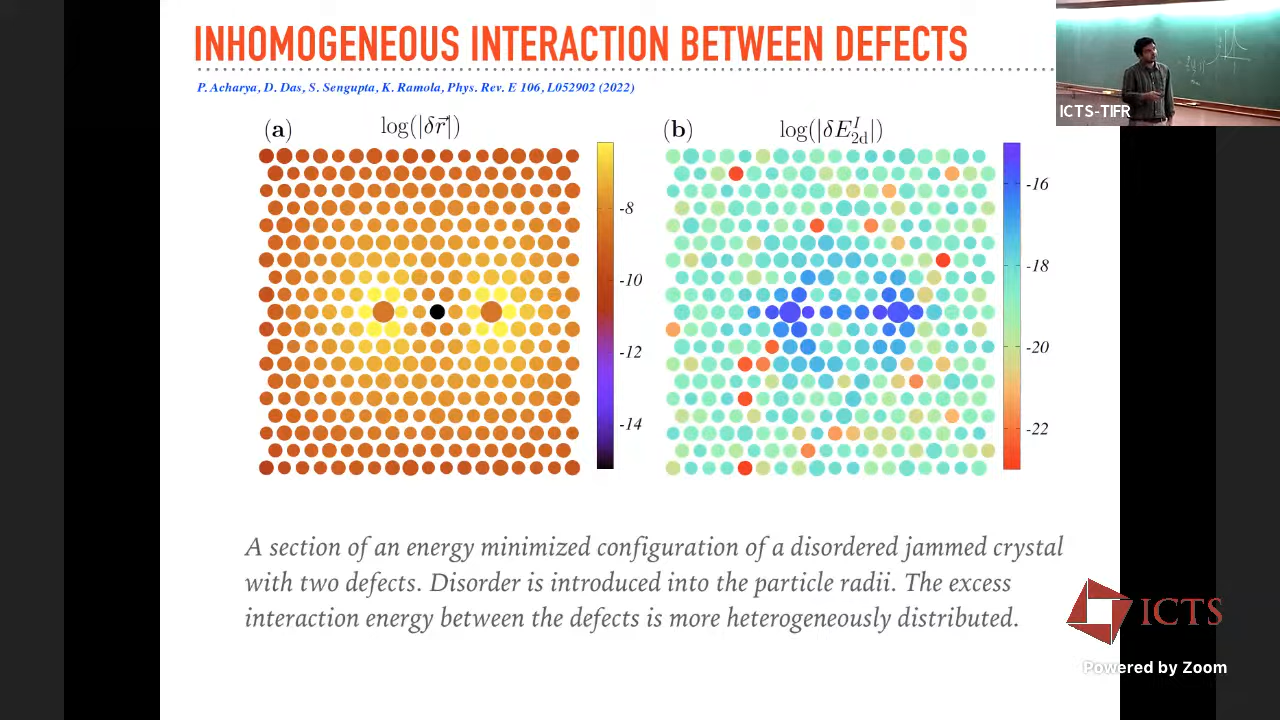 INHOMOGENEOUS INTERACTION BETWEEN DEFECTS
P. Acharya, D. Das, S. Sengupta, K. Ramola, Phys. Rev. E 106, L052902 (2022)
ICTS-TIFR
(a) log(|δr⃗|)
-8
-10
-12
-14
(b) log(|δE^I_2d|)
-16
-18
-20
-22
A section of an energy minimized configuration of a disordered jammed crystal
with two defects. Disorder is introduced into the particle radii. The excess
interaction energy between the defects is more heterogeneously distributed.
ICTS
Powered by Zoom